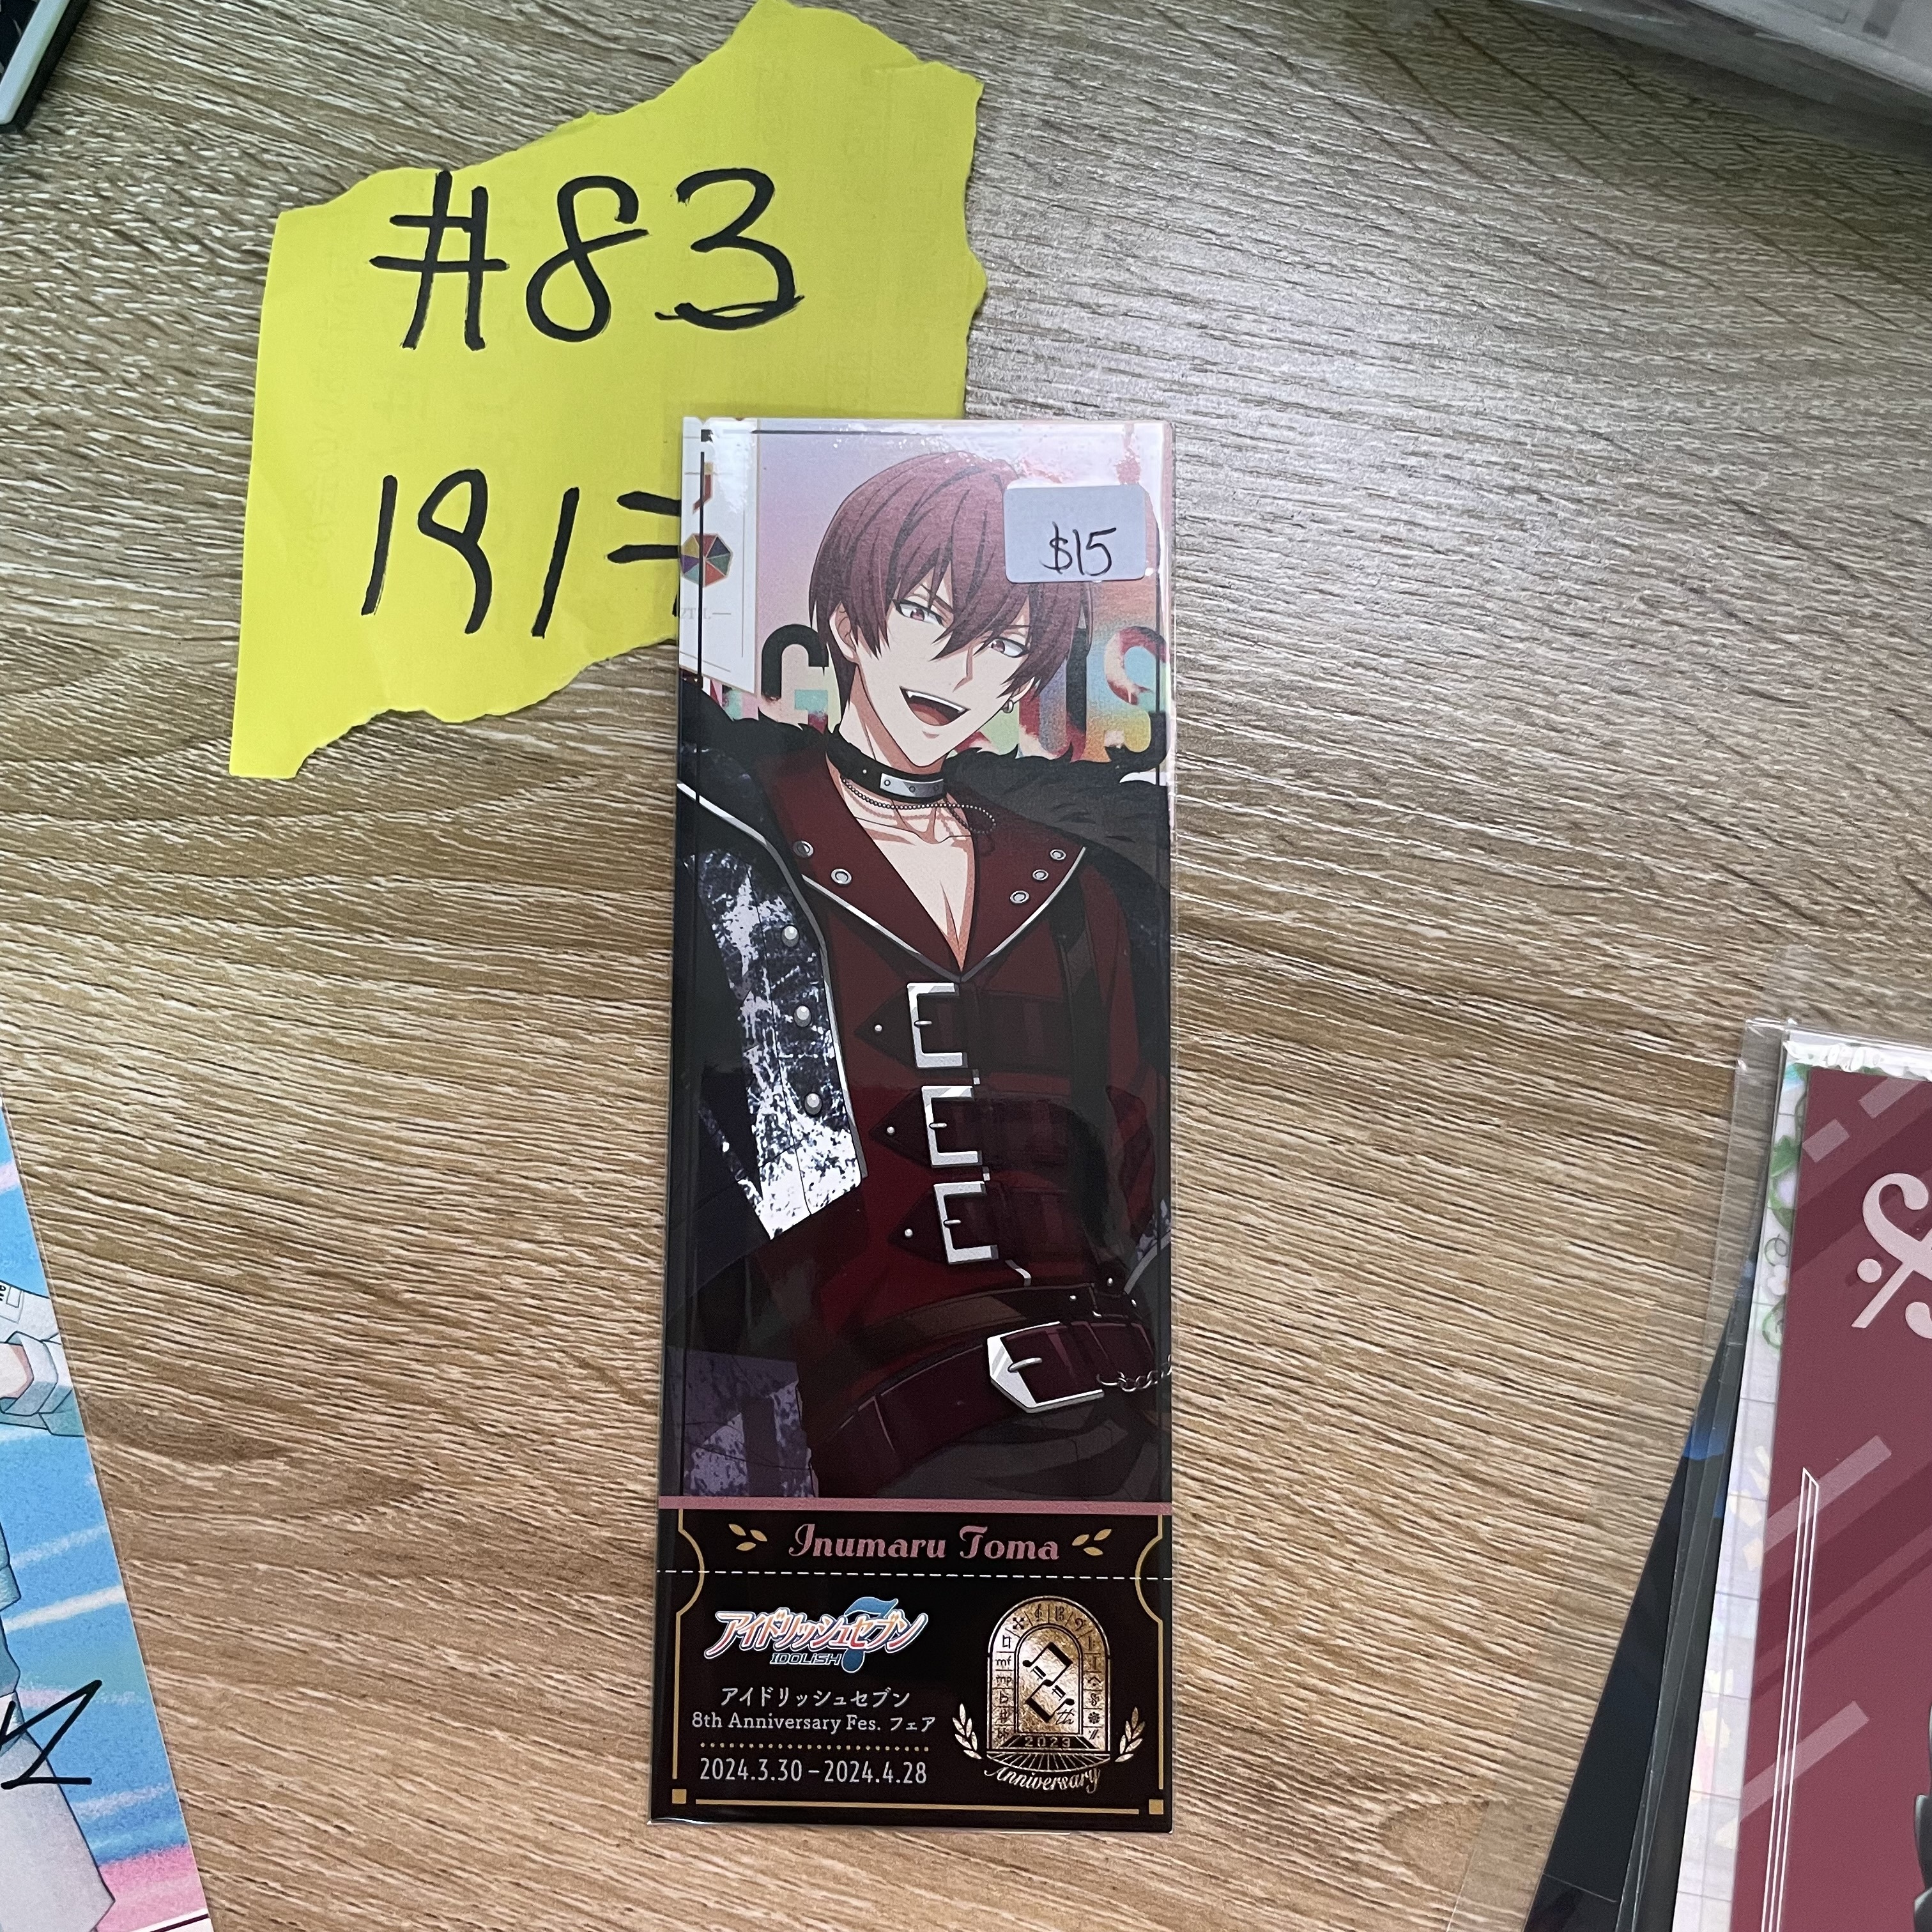 #83
$15
Inumaru Toma
アイドリッシュセブン
IDOLiSH7
アイドリッシュセブン
8th Anniversary Fes. フェア
2024.3.30 – 2024.4.28
th
2023
Anniversary